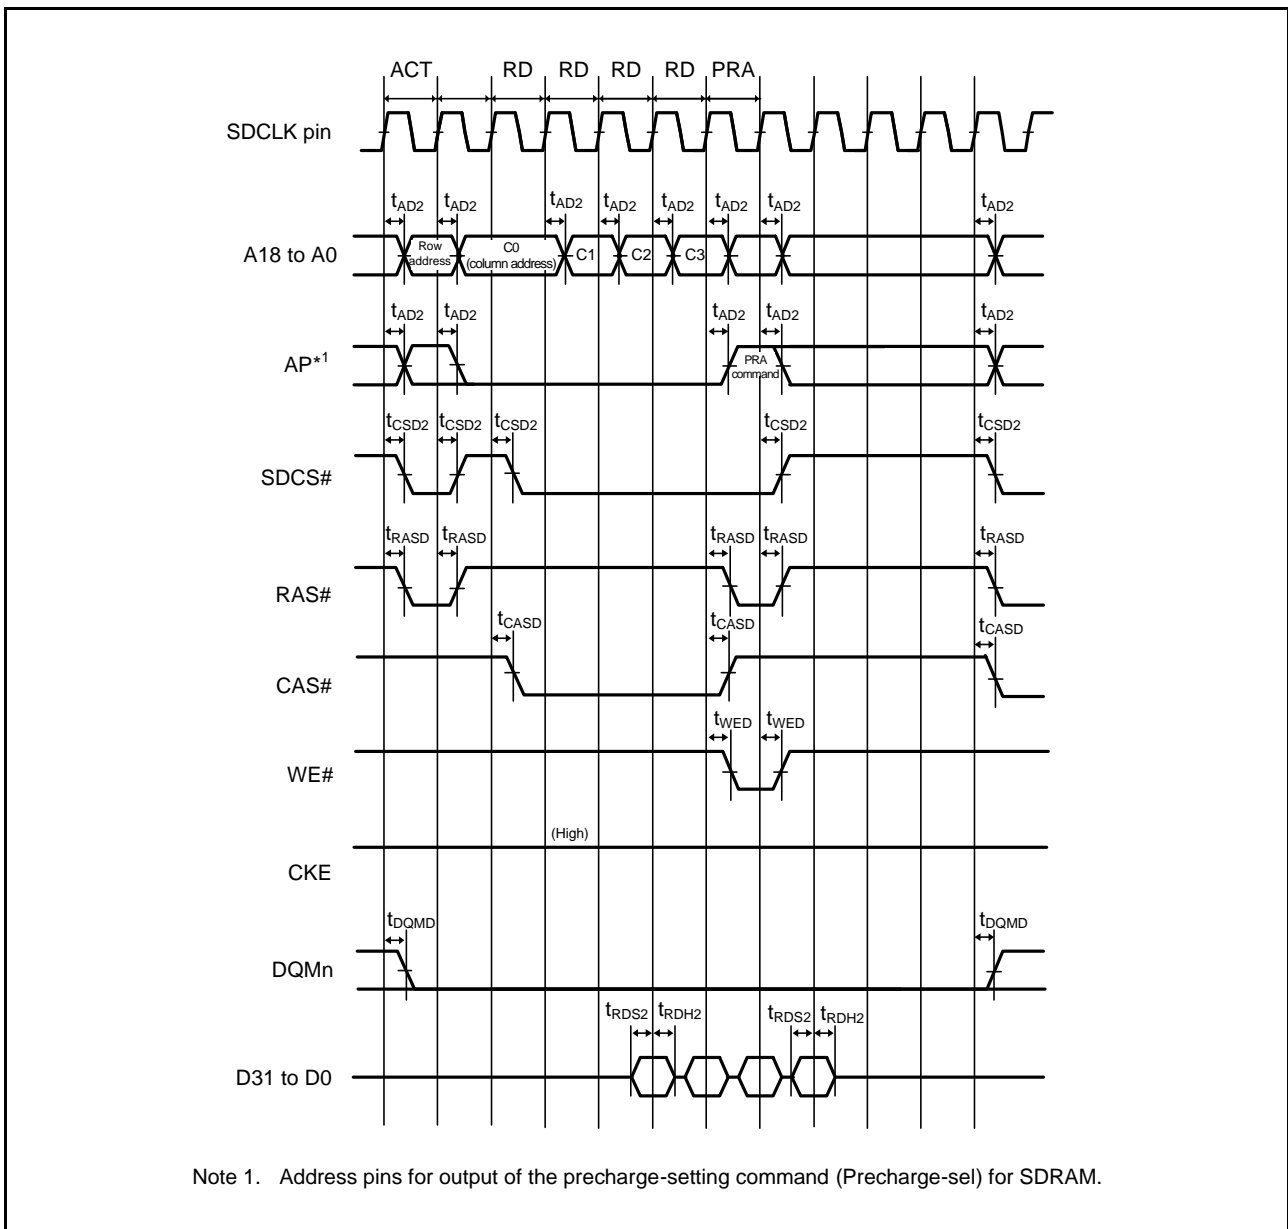 ACT RD RD RD RD PRA
SDCLK pin
tAD2 tAD2 tAD2 tAD2 tAD2 tAD2 tAD2 tAD2
A18 to A0
Row address
C0 (column address)
C1
C2
C3
tAD2 tAD2 tAD2 tAD2 tAD2
AP*1
PRA command
tCSD2 tCSD2 tCSD2 tCSD2 tCSD2
SDCS#
tRASD tRASD tRASD tRASD tRASD
RAS#
tCASD tCASD tCASD
CAS#
tWED tWED
WE#
(High)
CKE
tDQMD tDQMD
DQMn
tRDS2 tRDH2 tRDS2 tRDH2
D31 to D0
Note 1. Address pins for output of the precharge-setting command (Precharge-sel) for SDRAM.